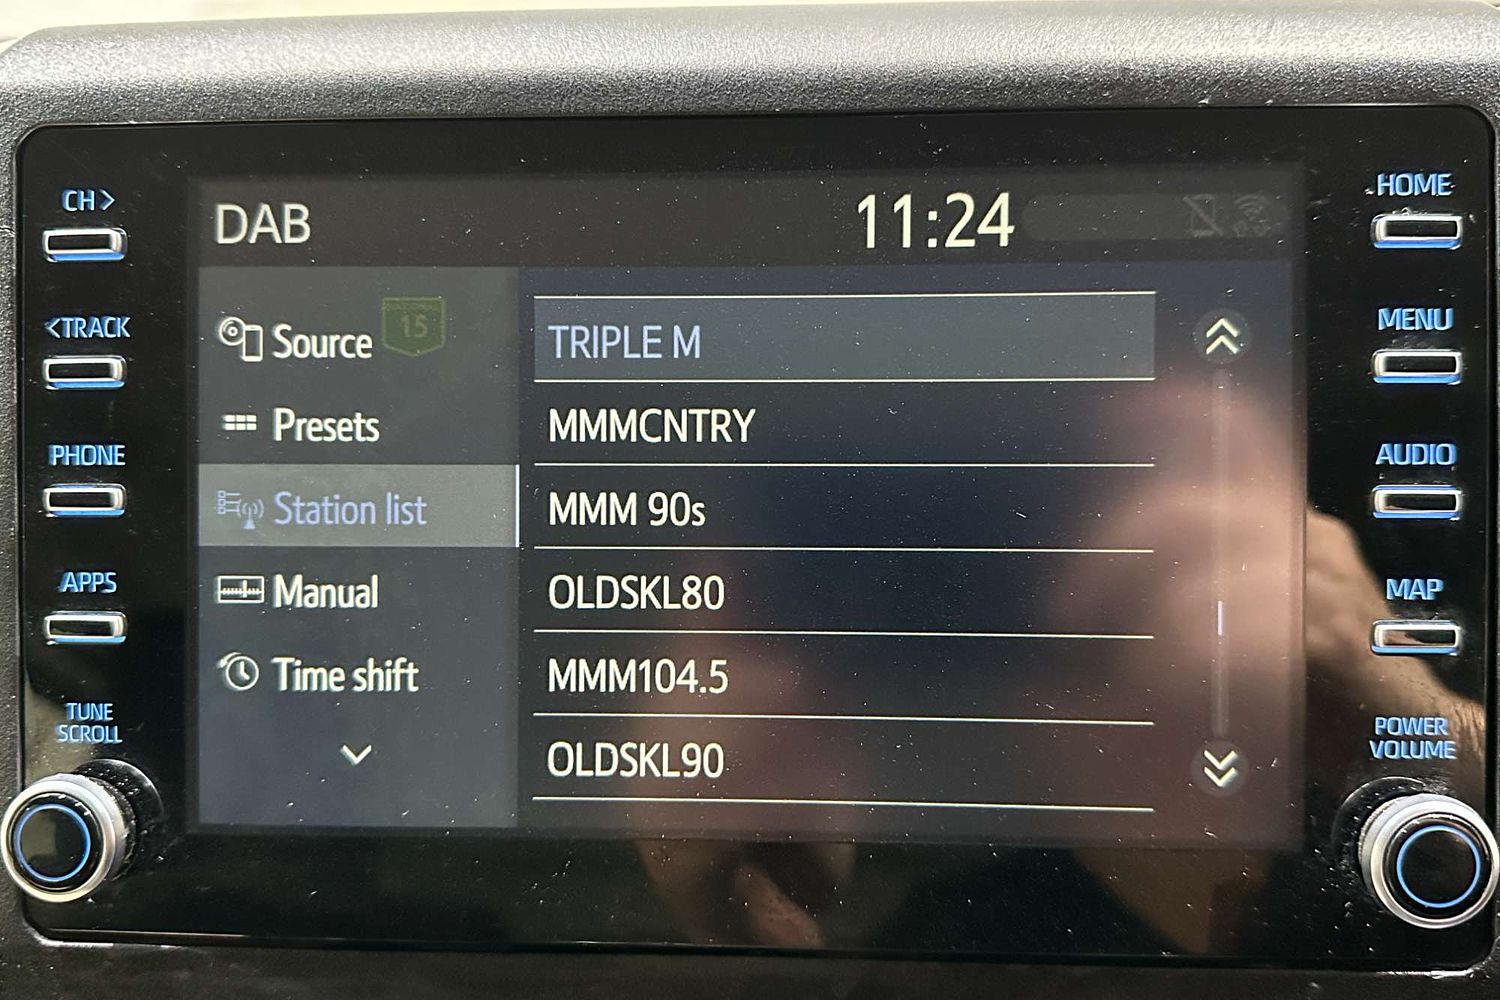 CH>
<TRACK
PHONE
APPS
TUNE
SCROLL
DAB
11:24
Source
15
Presets
Station list
Manual
Time shift
TRIPLE M
MMMCNTRY
MMM 90s
OLDSKL80
MMM104.5
OLDSKL90
HOME
MENU
AUDIO
MAP
POWER
VOLUME